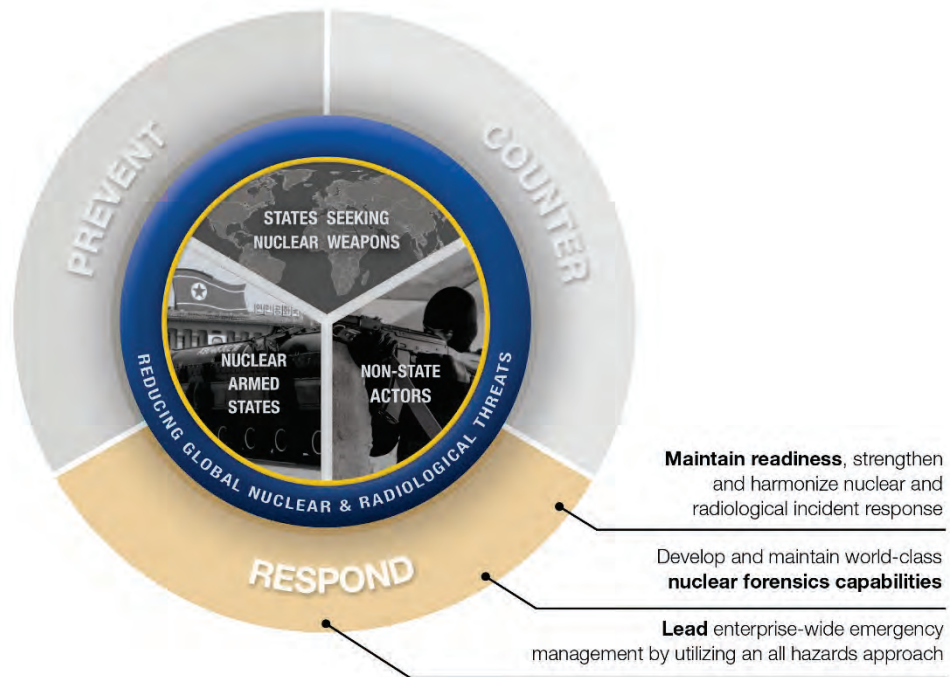 PREVENT
COUNTER
STATES SEEKING
NUCLEAR WEAPONS
NUCLEAR
ARMED
STATES
NON-STATE
ACTORS
REDUCING GLOBAL NUCLEAR & RADIOLOGICAL THREATS
RESPOND
Maintain readiness, strengthen
and harmonize nuclear and
radiological incident response
Develop and maintain world-class
nuclear forensics capabilities
Lead enterprise-wide emergency
management by utilizing an all hazards approach